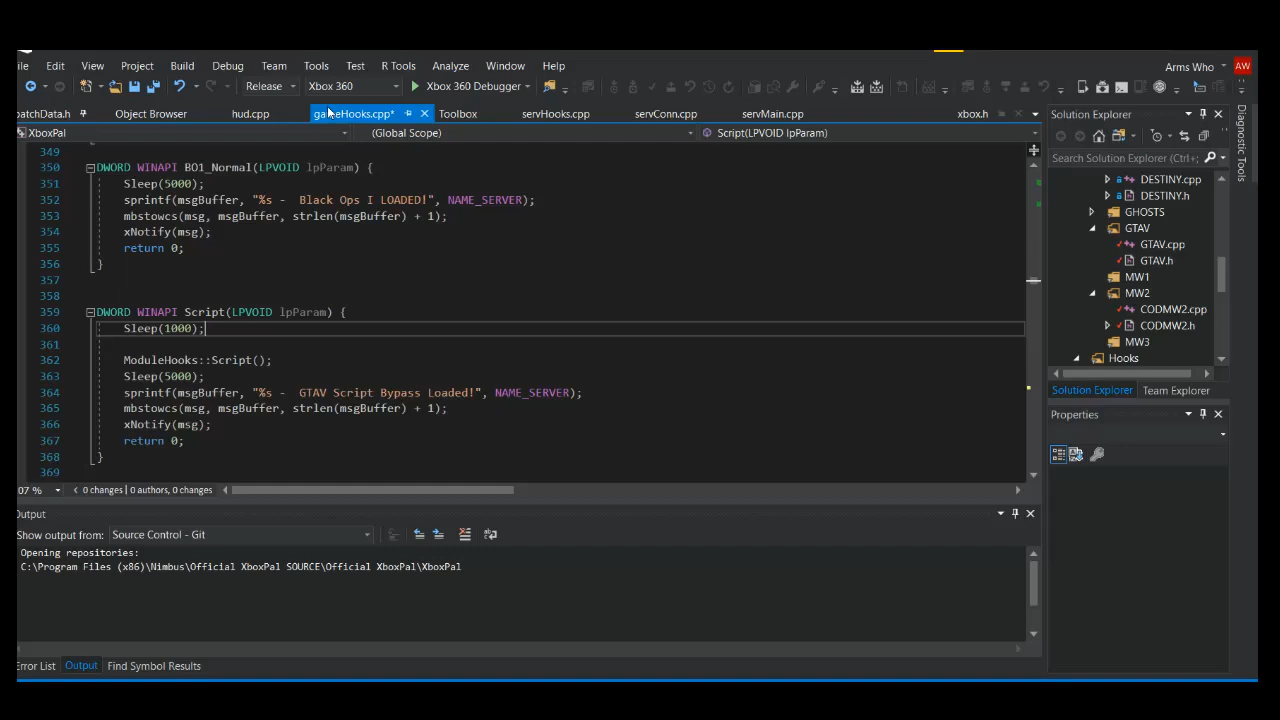 ile Edit View Project Build Debug Team Tools Test R Tools Analyze Window Help Arms Who AW
Release Xbox 360 Xbox 360 Debugger
patchData.h Object Browser hud.cpp gameHooks.cpp* Toolbox servHooks.cpp servConn.cpp servMain.cpp xbox.h Solution Explorer
XboxPal (Global Scope) Script(LPVOID lpParam)
Search Solution Explorer (Ctrl+;
349
350 DWORD WINAPI BO1_Normal(LPVOID lpParam) {
351 Sleep(5000);
352 sprintf(msgBuffer, "%s -  Black Ops I LOADED!", NAME_SERVER);
353 mbstowcs(msg, msgBuffer, strlen(msgBuffer) + 1);
354 xNotify(msg);
355 return 0;
356 }
357
358
359 DWORD WINAPI Script(LPVOID lpParam) {
360 Sleep(1000);
361
362 ModuleHooks::Script();
363 Sleep(5000);
364 sprintf(msgBuffer, "%s -  GTAV Script Bypass Loaded!", NAME_SERVER);
365 mbstowcs(msg, msgBuffer, strlen(msgBuffer) + 1);
366 xNotify(msg);
367 return 0;
368 }
369
DESTINY.cpp
DESTINY.h
GHOSTS
GTAV
GTAV.cpp
GTAV.h
MW1
MW2
CODMW2.cpp
CODMW2.h
MW3
Hooks
Solution Explorer Team Explorer
Properties
Diagnostic Tools
07 % 0 changes | 0 authors, 0 changes
Output
Show output from: Source Control - Git
Opening repositories:
C:\Program Files (x86)\Nimbus\Official XboxPal SOURCE\Official XboxPal\XboxPal
Error List Output Find Symbol Results